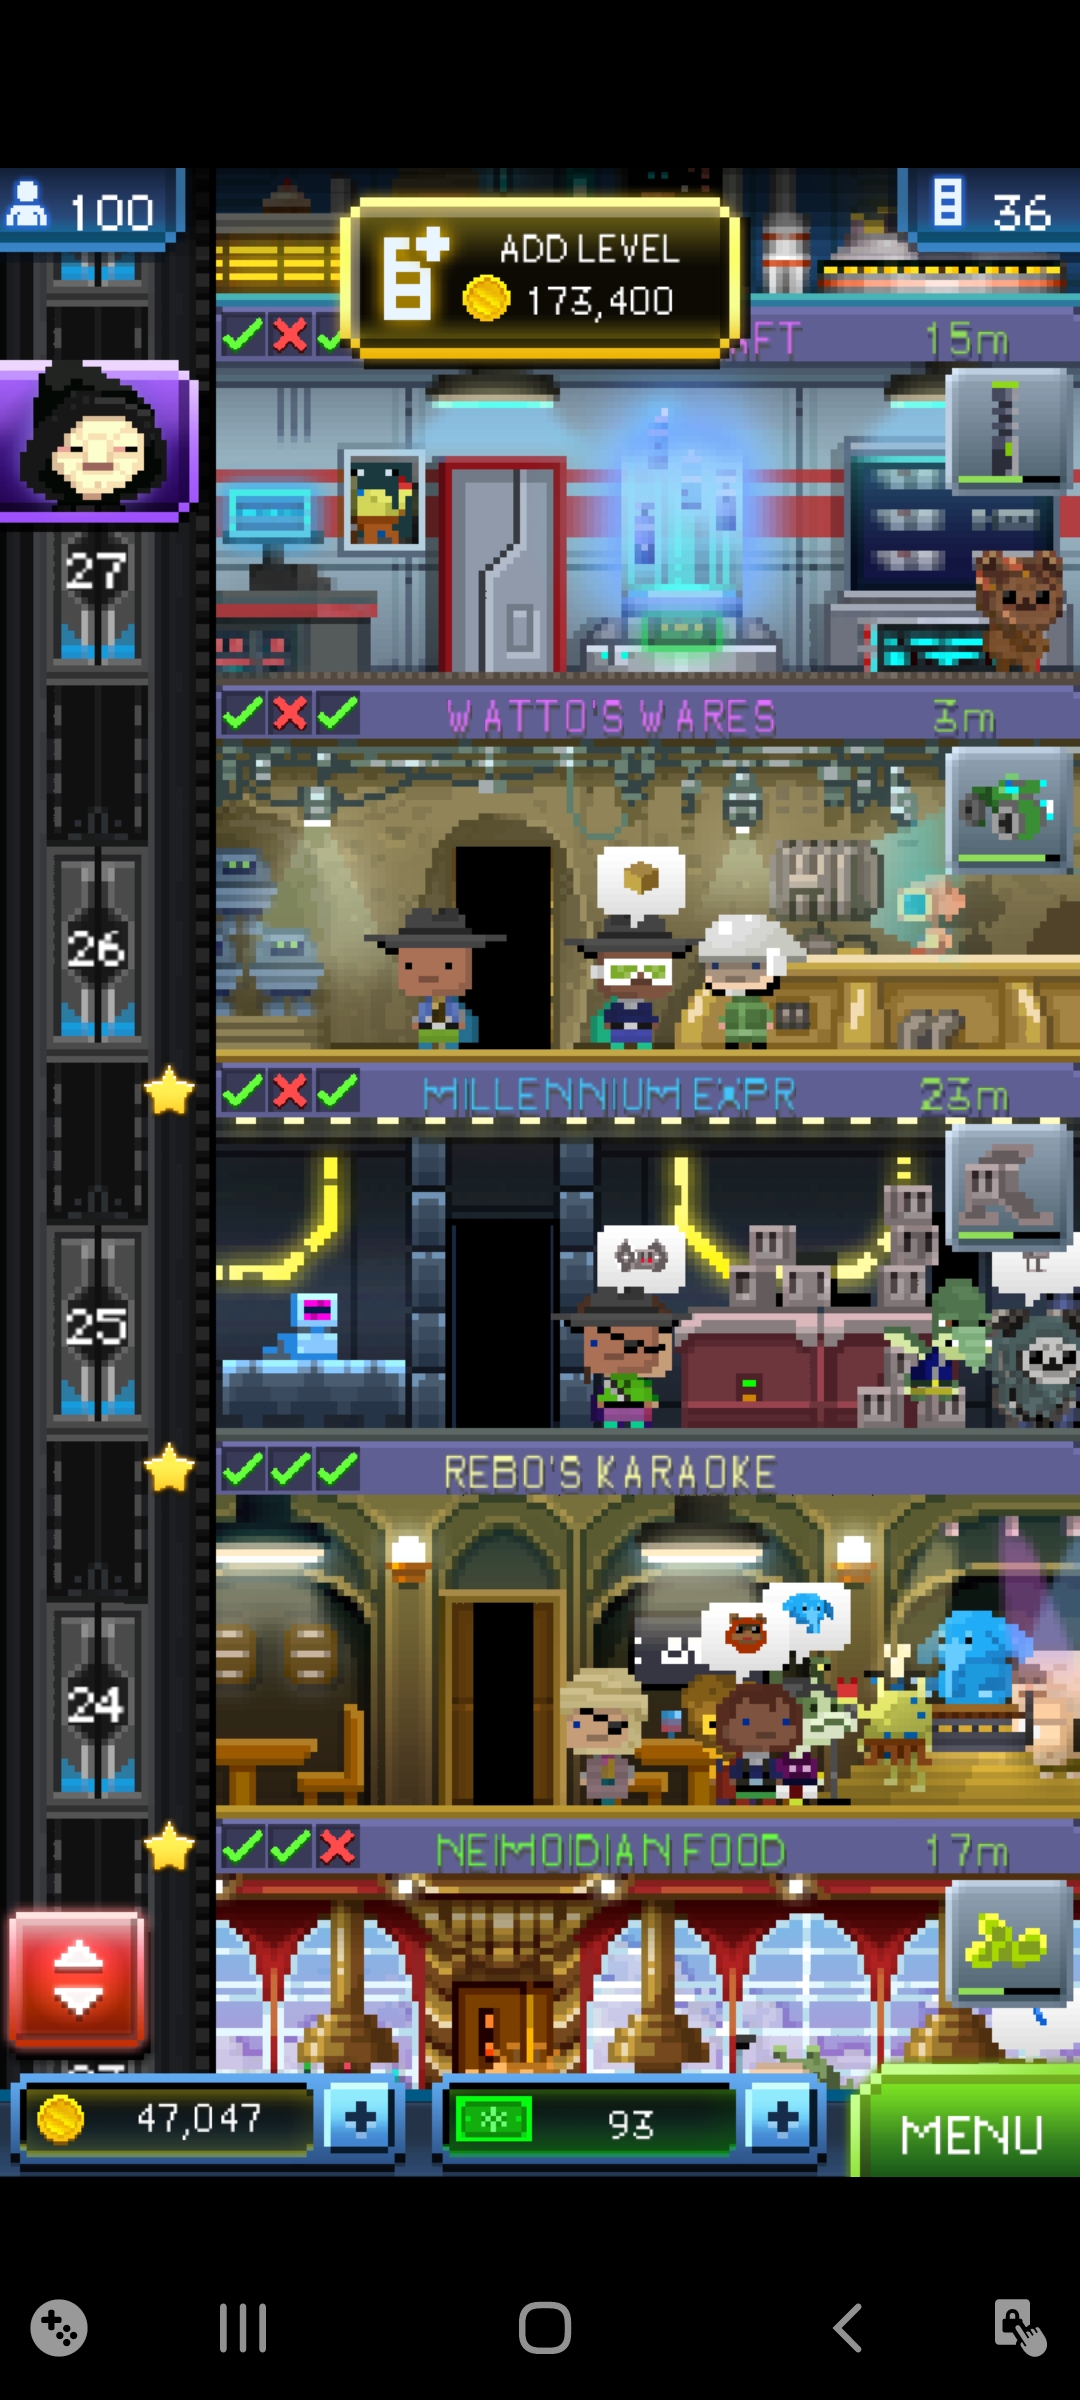 100
ADD LEVEL
173,400
36
FT 15m
27
WATTO'S WARES 3m
26
MILLENNIUM EXPR 23m
25
REBO'S KARAOKE
24
NEIMOIDIAN FOOD 17m
47,047
93
MENU